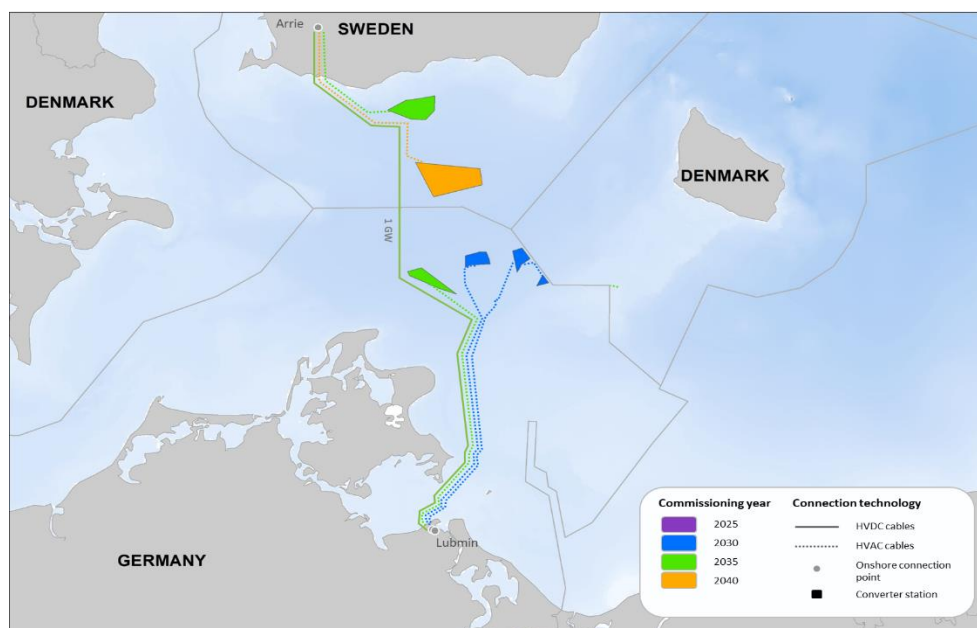 Arrie
SWEDEN
DENMARK
DENMARK
1 GW
Lubmin
GERMANY
Commissioning year
2025
2030
2035
2040
Connection technology
HVDC cables
HVAC cables
Onshore connection
point
Converter station